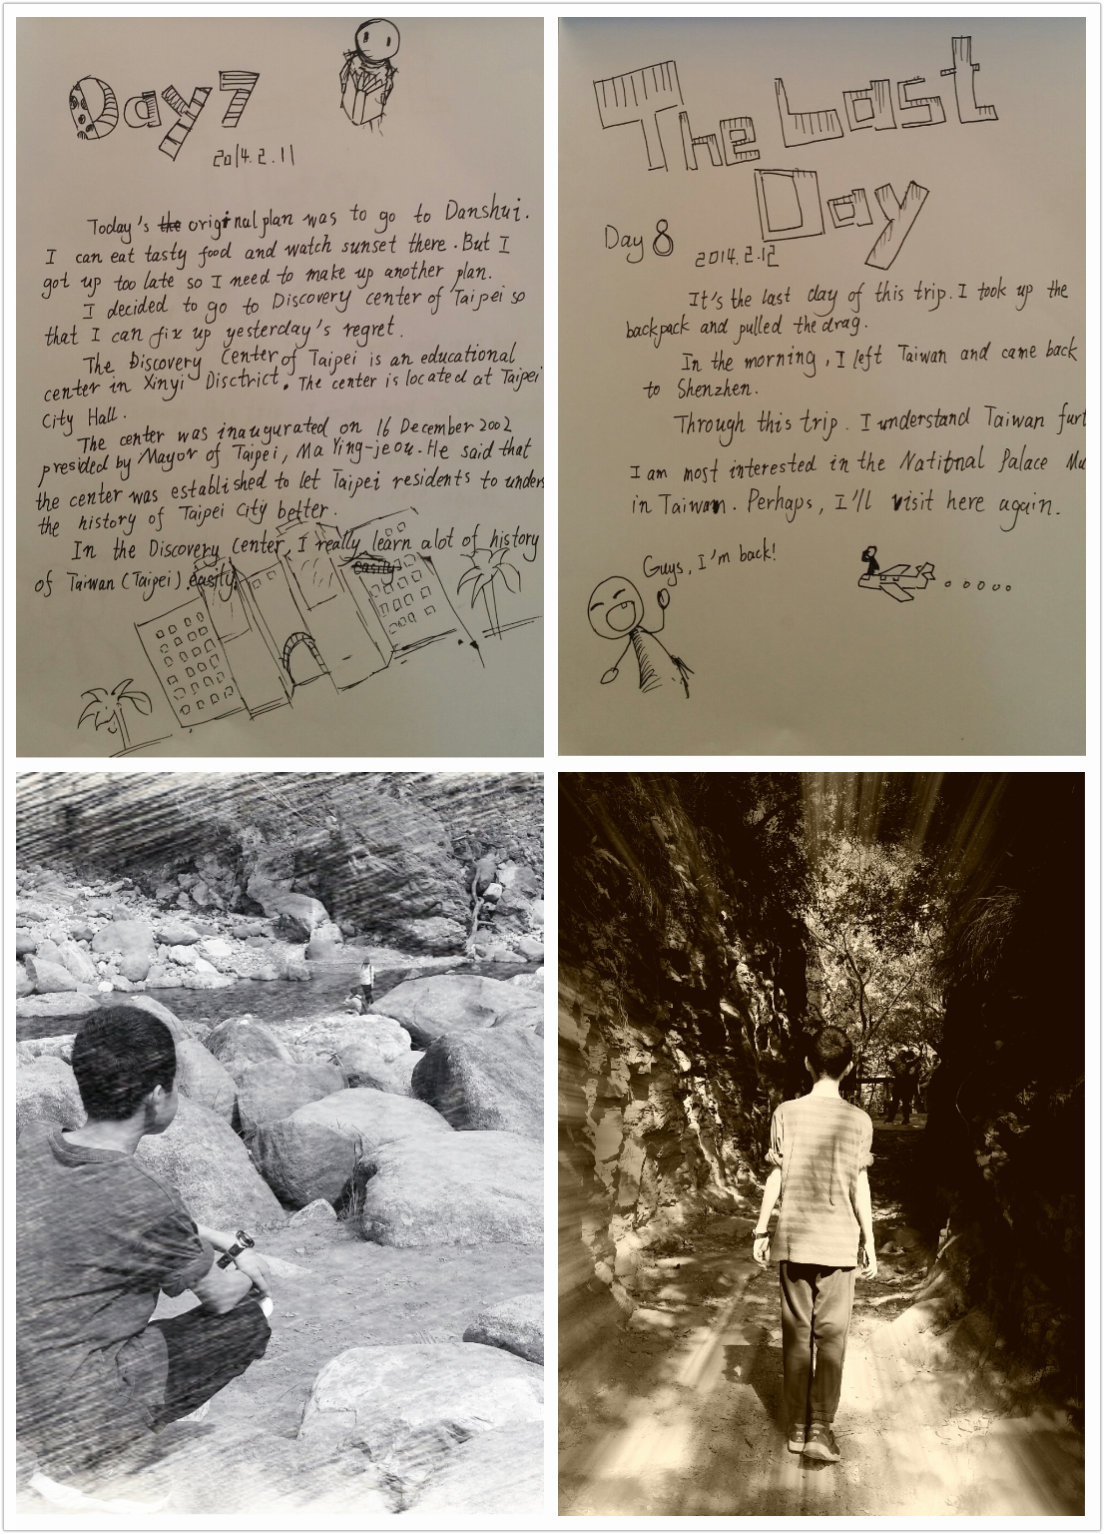 Day 7
2014.2.11
Today's the original plan was to go to Danshui.
I can eat tasty food and watch sunset there. But I
got up too late so I need to make up another plan.
I decided to go to Discovery center of Taipei so
that I can fix up yesterday's regret.
The Discovery Center of Taipei is an educational
center in Xinyi Disctrict. The center is located at Taipei
City Hall.
The center was inaugurated on 16 December 2002
presided by Mayor of Taipei, Ma Ying-jeou. He said that
the center was established to let Taipei residents to unders
the history of Taipei City better.
In the Discovery Center, I really learn alot of history
easily
of Taiwan (Taipei). easily.
The Last
Day
Day 8
2014.2.12
It's the last day of this trip. I took up the
backpack and pulled the drag.
In the morning, I left Taiwan and came back
to Shenzhen.
Through this trip. I understand Taiwan furt
I am most interested in the National Palace Mu
in Taiwan. Perhaps, I'll visit here again.
Guys, I'm back!